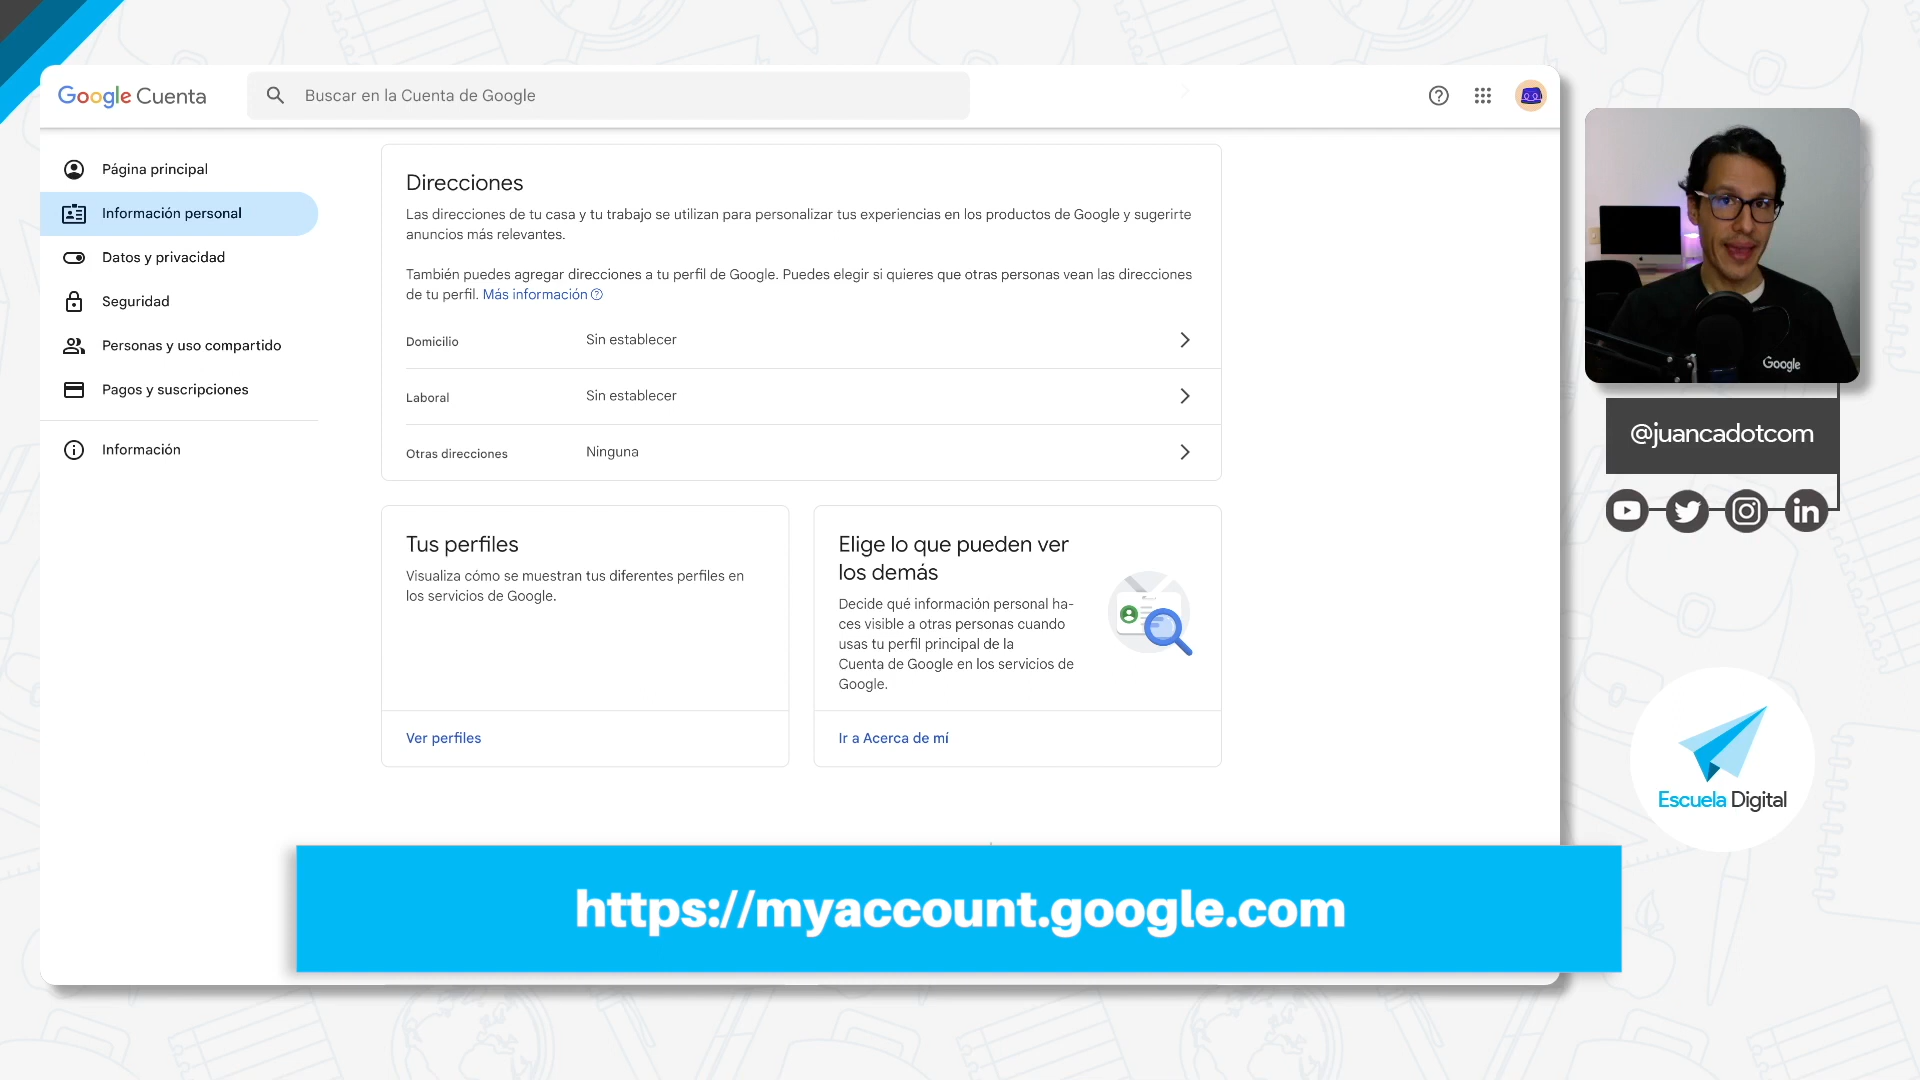 Google Cuenta
Buscar en la Cuenta de Google
Página principal
Información personal
Datos y privacidad
Seguridad
Personas y uso compartido
Pagos y suscripciones
Información
Direcciones
Las direcciones de tu casa y tu trabajo se utilizan para personalizar tus experiencias en los productos de Google y sugerirte
anuncios más relevantes.
También puedes agregar direcciones a tu perfil de Google. Puedes elegir si quieres que otras personas vean las direcciones
de tu perfil. Más información
Domicilio Sin establecer
Laboral Sin establecer
Otras direcciones Ninguna
Tus perfiles
Visualiza cómo se muestran tus diferentes perfiles en
los servicios de Google.
Ver perfiles
Elige lo que pueden ver
los demás
Decide qué información personal ha-
ces visible a otras personas cuando
usas tu perfil principal de la
Cuenta de Google en los servicios de
Google.
Ir a Acerca de mí
Google
@juancadotcom
in
Escuela Digital
https://myaccount.google.com